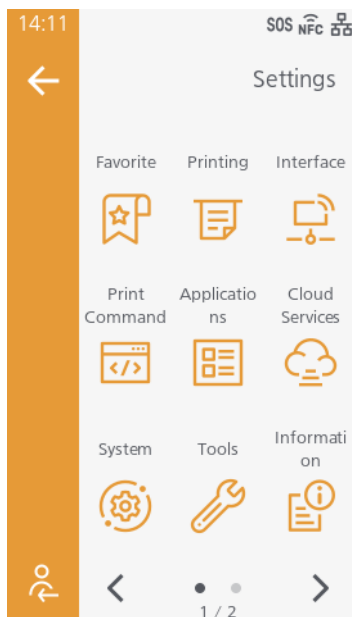 14:11
SOS NFC
Settings
Favorite Printing Interface
Print Applicatio Cloud
Command ns Services
</>
System Tools Informati
on
1 / 2